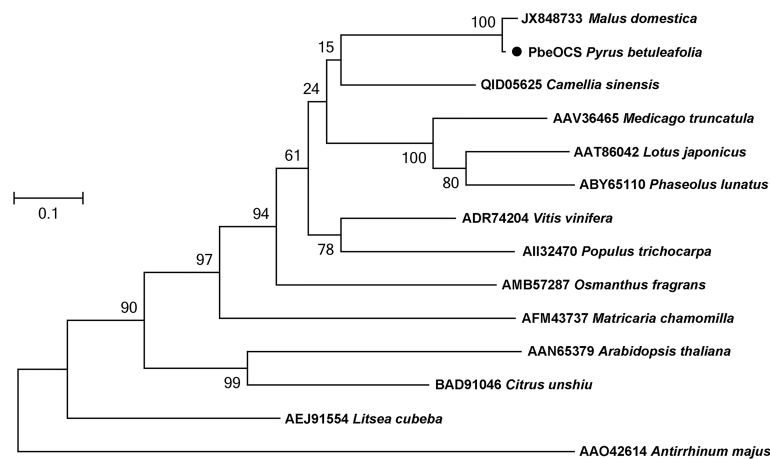 100
JX848733 Malus domestica
15
PbeOCS Pyrus betuleafolia
24
QID05625 Camellia sinensis
AAV36465 Medicago truncatula
61
100
AAT86042 Lotus japonicus
80
ABY65110 Phaseolus lunatus
0.1
94
ADR74204 Vitis vinifera
78
AII32470 Populus trichocarpa
97
AMB57287 Osmanthus fragrans
90
AFM43737 Matricaria chamomilla
AAN65379 Arabidopsis thaliana
99
BAD91046 Citrus unshiu
AEJ91554 Litsea cubeba
AAO42614 Antirrhinum majus